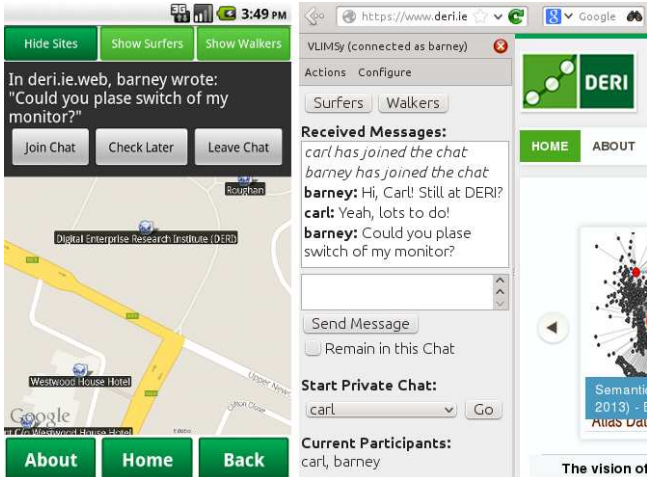 3G 3:49 PM
Hide Sites Show Surfers Show Walkers
In deri.ie.web, barney wrote:
"Could you plase switch of my
monitor?"
Join Chat Check Later Leave Chat
Roughan
Digital Enterprise Research Institute (DERI)
Westwood House Hotel
Upper New
Clifton Close
Google
Westwood House Hotel
About Home Back
https://www.deri.ie Google
VLIMSy (connected as barney)
Actions Configure
Surfers Walkers
Received Messages:
carl has joined the chat
barney has joined the chat
barney: Hi, Carl! Still at DERI?
carl: Yeah, lots to do!
barney: Could you plase
switch of my monitor?
Send Message
Remain in this Chat
Start Private Chat:
carl Go
Current Participants:
carl, barney
DERI
HOME ABOUT
Semantic
2013) - E
Atlas Dat
The vision of